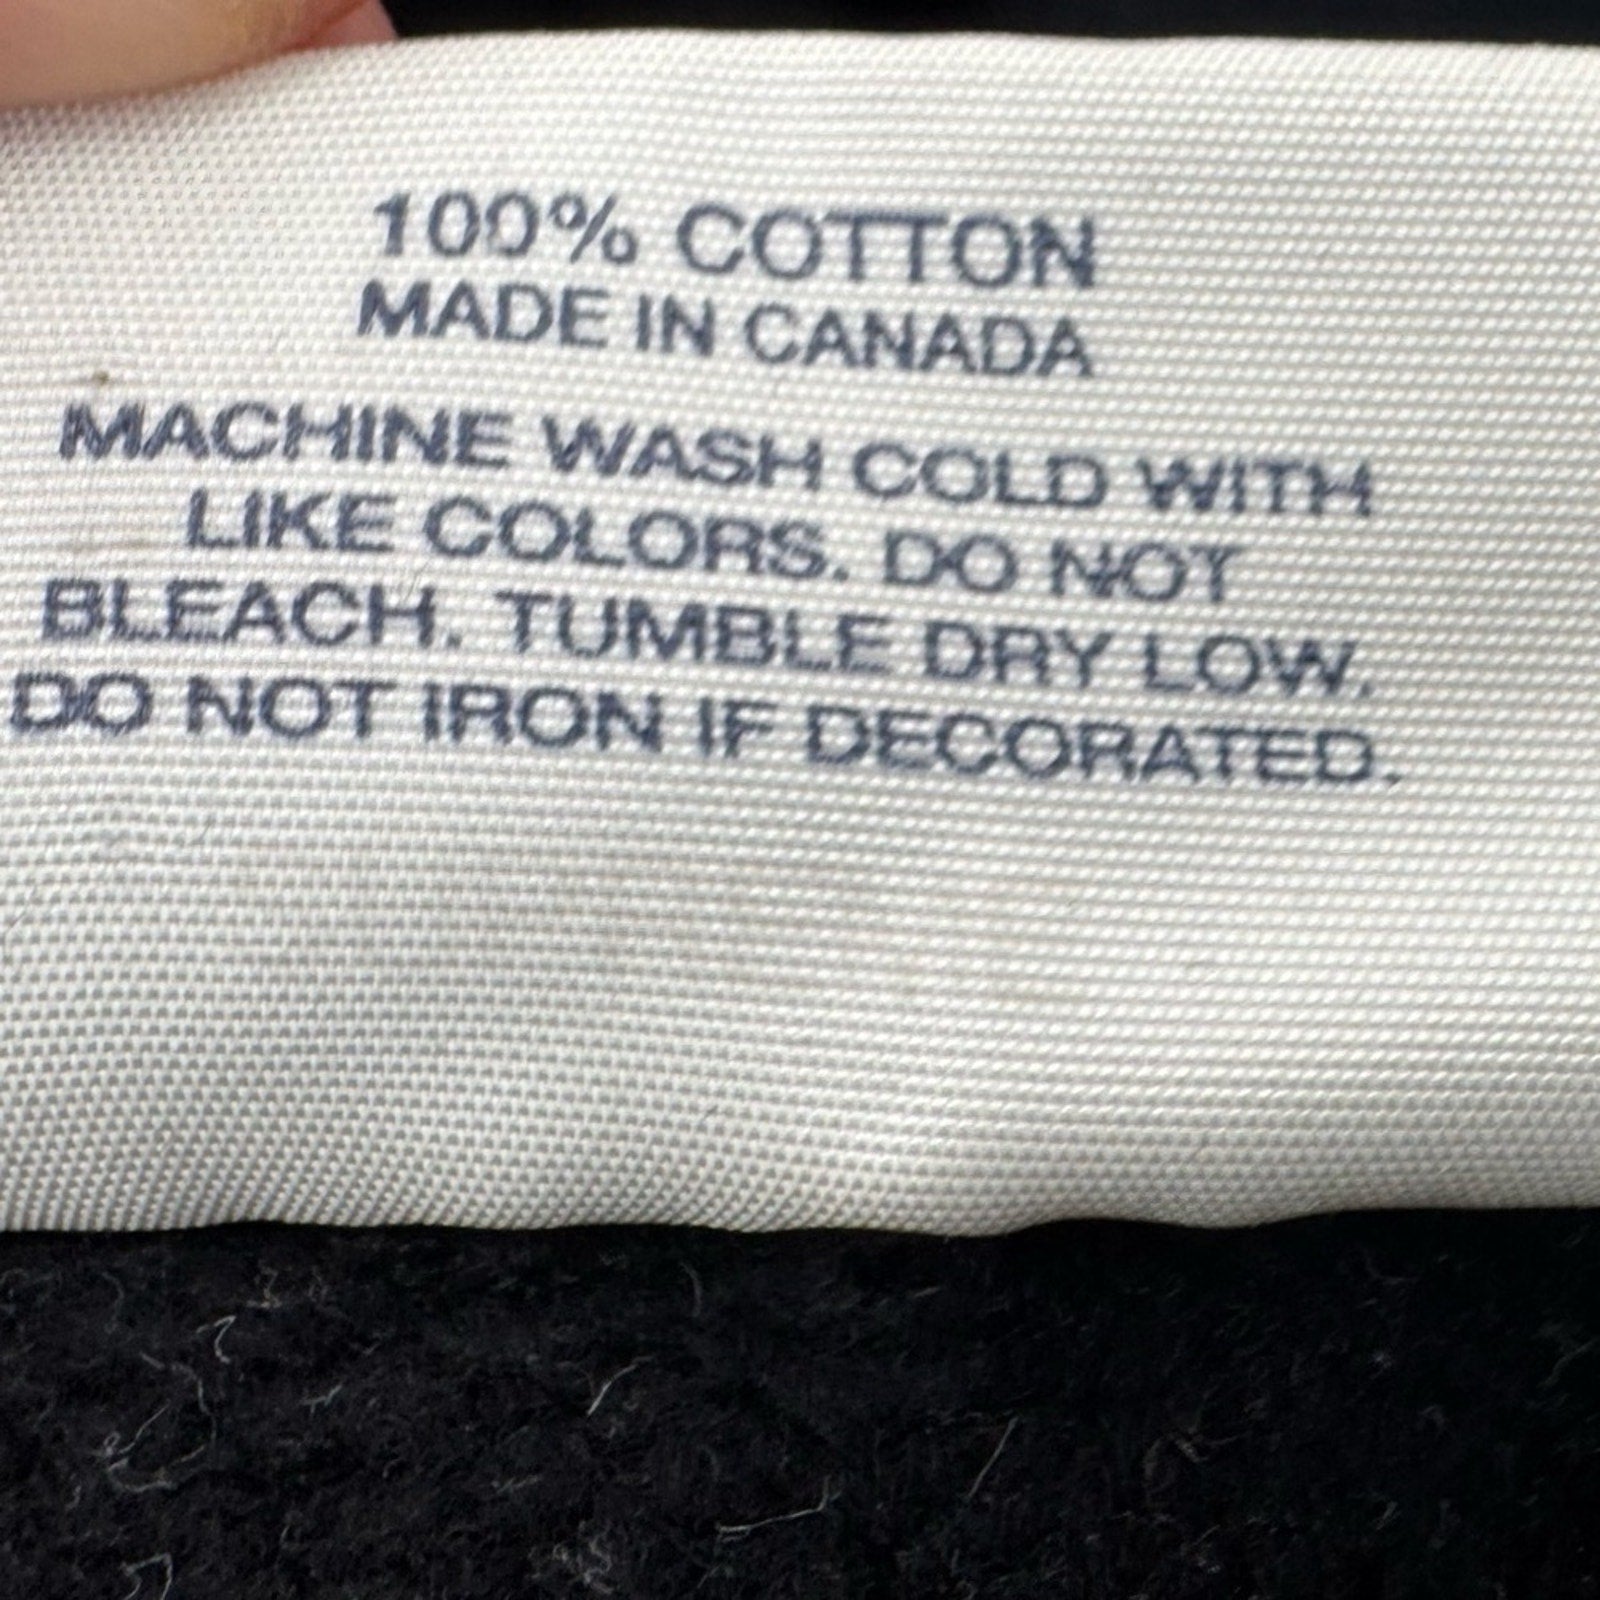 100% COTTON
MADE IN CANADA
MACHINE WASH COLD WITH
LIKE COLORS. DO NOT
BLEACH. TUMBLE DRY LOW.
DO NOT IRON IF DECORATED.